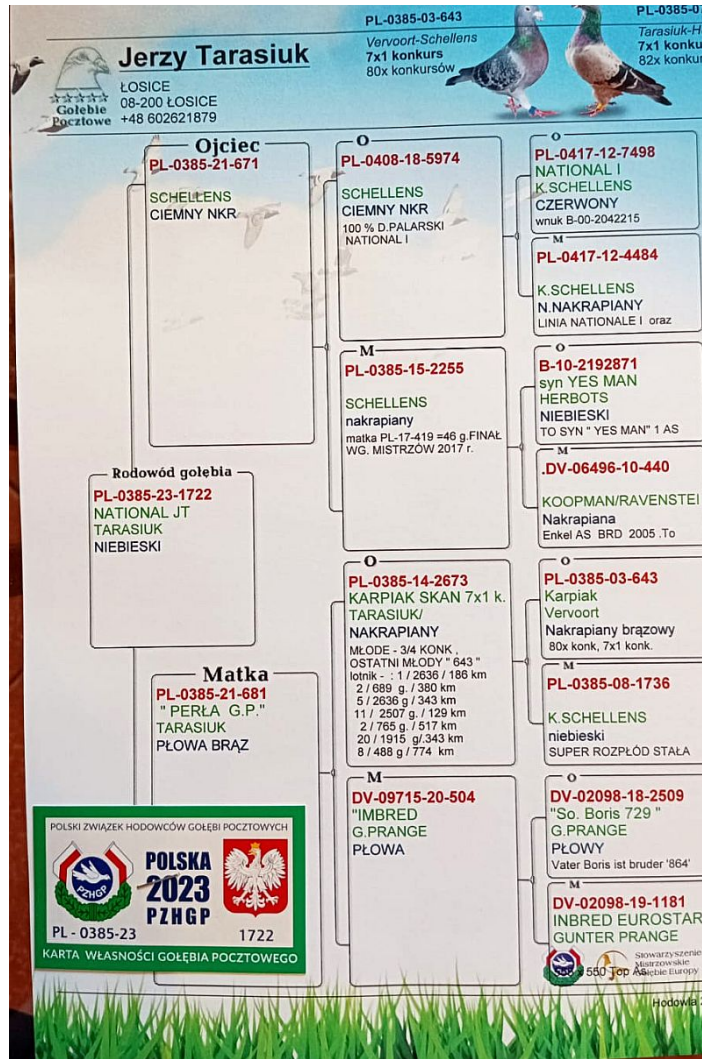 PL-0385-03-643
Vervoort-Schellens
7x1 konkurs
80x konkursów
7x1
82x
Jerzy Tarasiuk
ŁOSICE
08-200 ŁOSICE
+48 602621879
Gołebie
Pocztowe
Ojciec
PL-0385-21-671
SCHELLENS
CIEMNY NKR
O
PL-0408-18-5974
SCHELLENS
CIEMNY NKR
100 % D.PALARSKI
NATIONAL I
O
PL-0417-12-7498
NATIONAL I
K.SCHELLENS
CZERWONY
wnuk B-00-2042215
M
PL-0417-12-4484
K.SCHELLENS
N.NAKRAPIANY
LINIA NATIONALE I oraz
M
PL-0385-15-2255
SCHELLENS
nakrapiany
matka PL-17-419 =46 g.FINAŁ
WG. MISTRZÓW 2017 r.
O
B-10-2192871
syn YES MAN
HERBOTS
NIEBIESKI
TO SYN " YES MAN" 1 AS
M
.DV-06496-10-440
KOOPMAN/RAVENSTEI
Nakrapiana
Enkel AS BRD 2005 .To
Rodowód gołębia
PL-0385-23-1722
NATIONAL JT
TARASIUK
NIEBIESKI
Matka
PL-0385-21-681
" PERŁA G.P."
TARASIUK
PŁOWA BRĄZ
O
PL-0385-14-2673
KARPIAK SKAN 7x1 k.
TARASIUK/
NAKRAPIANY
MŁODE - 3/4 KONK ,
OSTATNI MŁODY " 643 "
lotnik - : 1 / 2636 / 186 km
2 / 689 g. / 380 km
5 / 2636 g / 343 km
11 / 2507 g. / 129 km
2 / 765 g. / 517 km
20 / 1915 g/.343 km
8 / 488 g / 774 km
O
PL-0385-03-643
Karpiak
Vervoort
Nakrapiany brązowy
80x konk, 7x1 konk.
M
PL-0385-08-1736
K.SCHELLENS
niebieski
SUPER ROZPŁÓD STAŁA
M
DV-09715-20-504
"IMBRED
G.PRANGE
PŁOWA
O
DV-02098-18-2509
"So. Boris 729 "
G.PRANGE
PŁOWY
Vater Boris ist bruder '864'
M
DV-02098-19-1181
INBRED EUROSTAR
GUNTER PRANGE
550 Top As
Stowarzyszenie
Mistrzowskie
Gołębie Europy
Hodowla
POLSKI ZWIĄZEK HODOWCÓW GOŁĘBI POCZTOWYCH
POLSKA
2023
PZHGP
PL - 0385-23
1722
KARTA WŁASNOŚCI GOŁĘBIA POCZTOWEGO